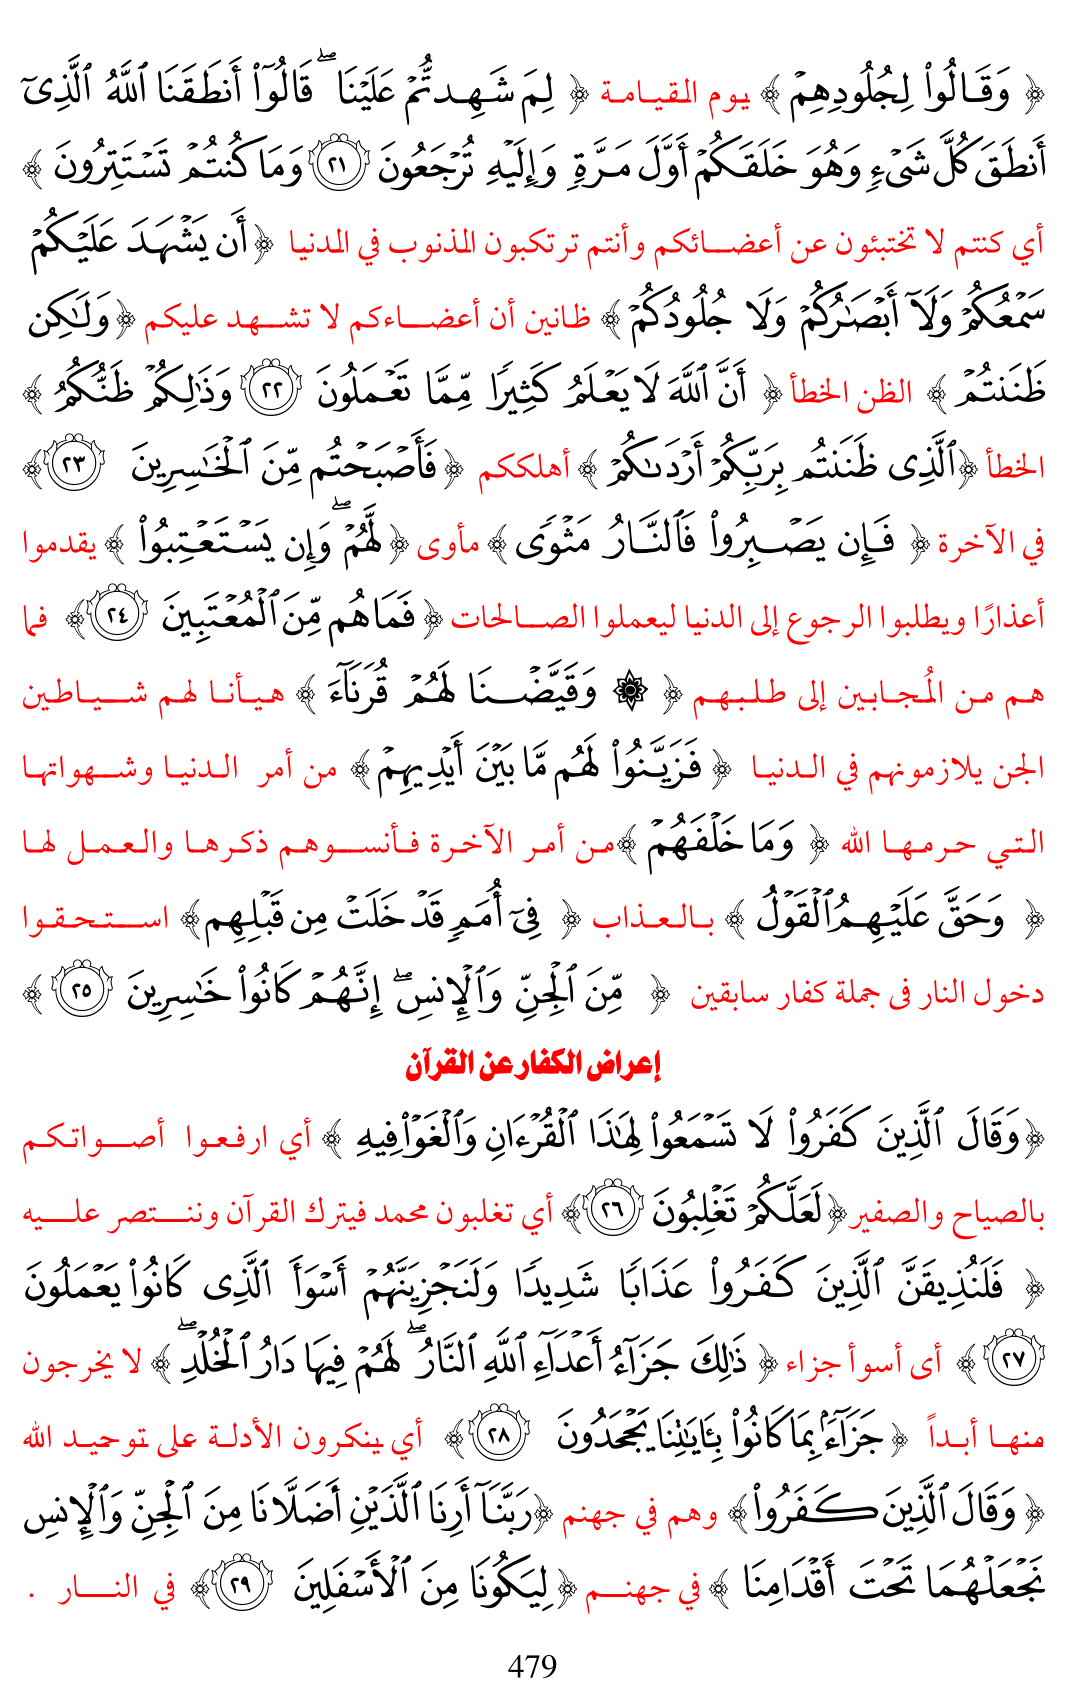 ﴿ وَقَالُوا۟ لِجُلُودِهِمْ ﴾ يوم القيامة ﴿ لِمَ شَهِدتُّمْ عَلَيْنَا ۖ قَالُوٓا۟ أَنطَقَنَا ٱللَّهُ ٱلَّذِىٓ
أَنطَقَ كُلَّ شَىْءٍ وَهُوَ خَلَقَكُمْ أَوَّلَ مَرَّةٍ وَإِلَيْهِ تُرْجَعُونَ ٢١ وَمَا كُنتُمْ تَسْتَتِرُونَ ﴾
أي كنتم لا تختبئون عن أعضائكم وأنتم ترتكبون الذنوب في الدنيا ﴿ أَن يَشْهَدَ عَلَيْكُمْ
سَمْعُكُمْ وَلَآ أَبْصَٰرُكُمْ وَلَا جُلُودُكُمْ ﴾ ظانين أن أعضاءكم لا تشهد عليكم ﴿ وَلَٰكِن
ظَنَنتُمْ ﴾ الظن الخطأ ﴿ أَنَّ ٱللَّهَ لَا يَعْلَمُ كَثِيرًا مِّمَّا تَعْمَلُونَ ٢٢ وَذَٰلِكُمْ ظَنُّكُمُ ﴾
الخطأ ﴿ ٱلَّذِى ظَنَنتُم بِرَبِّكُمْ أَرْدَىٰكُمْ ﴾ أهلككم ﴿ فَأَصْبَحْتُم مِّنَ ٱلْخَٰسِرِينَ ٢٣ ﴾
في الآخرة ﴿ فَإِن يَصْبِرُوا۟ فَٱلنَّارُ مَثْوًى ﴾ مأوى ﴿ لَّهُمْ ۖ وَإِن يَسْتَعْتِبُوا۟ ﴾ يقدموا
أعذارًا ويطلبوا الرجوع إلى الدنيا ليعملوا الصالحات ﴿ فَمَا هُم مِّنَ ٱلْمُعْتَبِينَ ٢٤ ﴾ فما
هم من المُجابين إلى طلبهم ﴿ ۞ وَقَيَّضْنَا لَهُمْ قُرَنَآءَ ﴾ هيأنا لهم شياطين
الجن يلازمونهم في الدنيا ﴿ فَزَيَّنُوا۟ لَهُم مَّا بَيْنَ أَيْدِيهِمْ ﴾ من أمر الدنيا وشهواتها
التي حرمها الله ﴿ وَمَا خَلْفَهُمْ ﴾ من أمر الآخرة فأنسوهم ذكرها والعمل لها
﴿ وَحَقَّ عَلَيْهِمُ ٱلْقَوْلُ ﴾ بالعذاب ﴿ فِىٓ أُمَمٍ قَدْ خَلَتْ مِن قَبْلِهِم ﴾ استحقوا
دخول النار فى جملة كفار سابقين ﴿ مِّنَ ٱلْجِنِّ وَٱلْإِنسِ ۖ إِنَّهُمْ كَانُوا۟ خَٰسِرِينَ ٢٥ ﴾
إعراض الكفار عن القرآن
﴿ وَقَالَ ٱلَّذِينَ كَفَرُوا۟ لَا تَسْمَعُوا۟ لِهَٰذَا ٱلْقُرْءَانِ وَٱلْغَوْا۟ فِيهِ ﴾ أي ارفعوا أصواتكم
بالصياح والصفير ﴿ لَعَلَّكُمْ تَغْلِبُونَ ٢٦ ﴾ أي تغلبون محمد فيترك القرآن وننتصر عليه
﴿ فَلَنُذِيقَنَّ ٱلَّذِينَ كَفَرُوا۟ عَذَابًا شَدِيدًا وَلَنَجْزِيَنَّهُمْ أَسْوَأَ ٱلَّذِى كَانُوا۟ يَعْمَلُونَ
٢٧ ﴾ أى أسوأ جزاء ﴿ ذَٰلِكَ جَزَآءُ أَعْدَآءِ ٱللَّهِ ٱلنَّارُ ۖ لَهُمْ فِيهَا دَارُ ٱلْخُلْدِ ۖ ﴾ لا يخرجون
منها أبداً ﴿ جَزَآءًۢ بِمَا كَانُوا۟ بِـَٔايَٰتِنَا يَجْحَدُونَ ٢٨ ﴾ أي ينكرون الأدلة على توحيد الله
﴿ وَقَالَ ٱلَّذِينَ كَفَرُوا۟ ﴾ وهم في جهنم ﴿ رَبَّنَآ أَرِنَا ٱلَّذَيْنِ أَضَلَّانَا مِنَ ٱلْجِنِّ وَٱلْإِنسِ
نَجْعَلْهُمَا تَحْتَ أَقْدَامِنَا ﴾ في جهنم ﴿ لِيَكُونَا مِنَ ٱلْأَسْفَلِينَ ٢٩ ﴾ في النار .
479